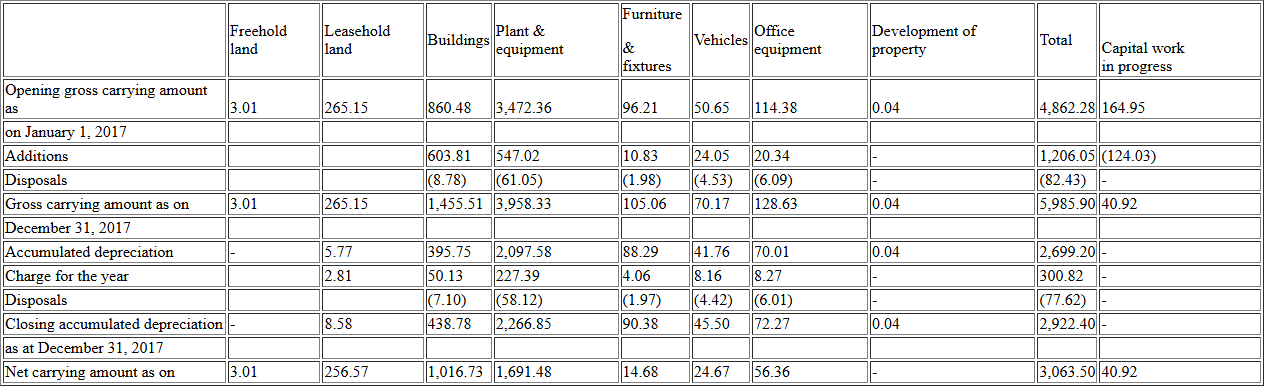 Freehold land Leasehold land Buildings Plant & equipment Furniture & fixtures Vehicles Office equipment Development of property Total Capital work in progress
Opening gross carrying amount as 3.01 265.15 860.48 3,472.36 96.21 50.65 114.38 0.04 4,862.28 164.95
on January 1, 2017
Additions 603.81 547.02 10.83 24.05 20.34 - 1,206.05 (124.03)
Disposals (8.78) (61.05) (1.98) (4.53) (6.09) - (82.43) -
Gross carrying amount as on 3.01 265.15 1,455.51 3,958.33 105.06 70.17 128.63 0.04 5,985.90 40.92
December 31, 2017
Accumulated depreciation - 5.77 395.75 2,097.58 88.29 41.76 70.01 0.04 2,699.20 -
Charge for the year 2.81 50.13 227.39 4.06 8.16 8.27 - 300.82 -
Disposals (7.10) (58.12) (1.97) (4.42) (6.01) - (77.62) -
Closing accumulated depreciation - 8.58 438.78 2,266.85 90.38 45.50 72.27 0.04 2,922.40 -
as at December 31, 2017
Net carrying amount as on 3.01 256.57 1,016.73 1,691.48 14.68 24.67 56.36 - 3,063.50 40.92